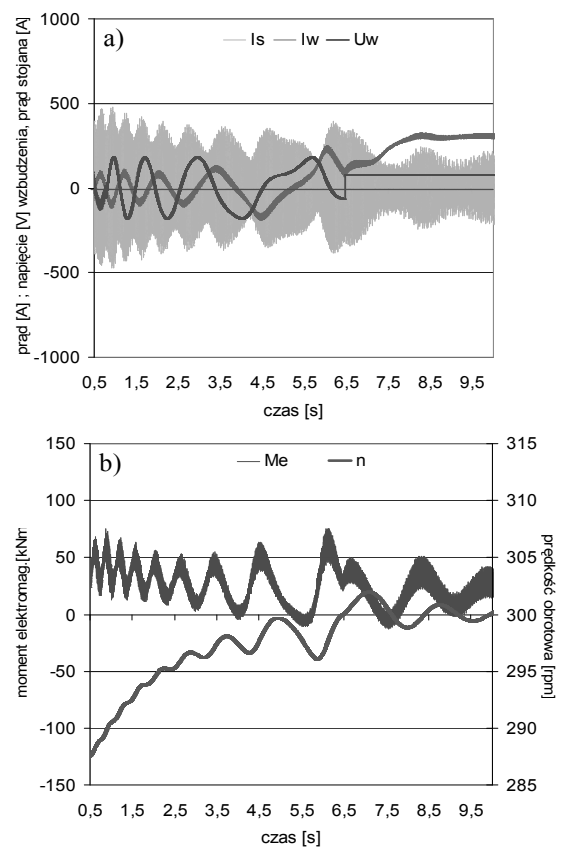 a)
Is Iw Uw
prąd [A] ; napięcie [V] wzbudzenia, prąd stojana [A]
1000
500
0
-500
-1000
0,5 1,5 2,5 3,5 4,5 5,5 6,5 7,5 8,5 9,5
czas [s]
b)
Me n
moment elektromag.[kNm
150
100
50
0
-50
-100
-150
315
310
305
300
295
290
285
prędkość obrotowa [rpm]
0,5 1,5 2,5 3,5 4,5 5,5 6,5 7,5 8,5 9,5
czas [s]